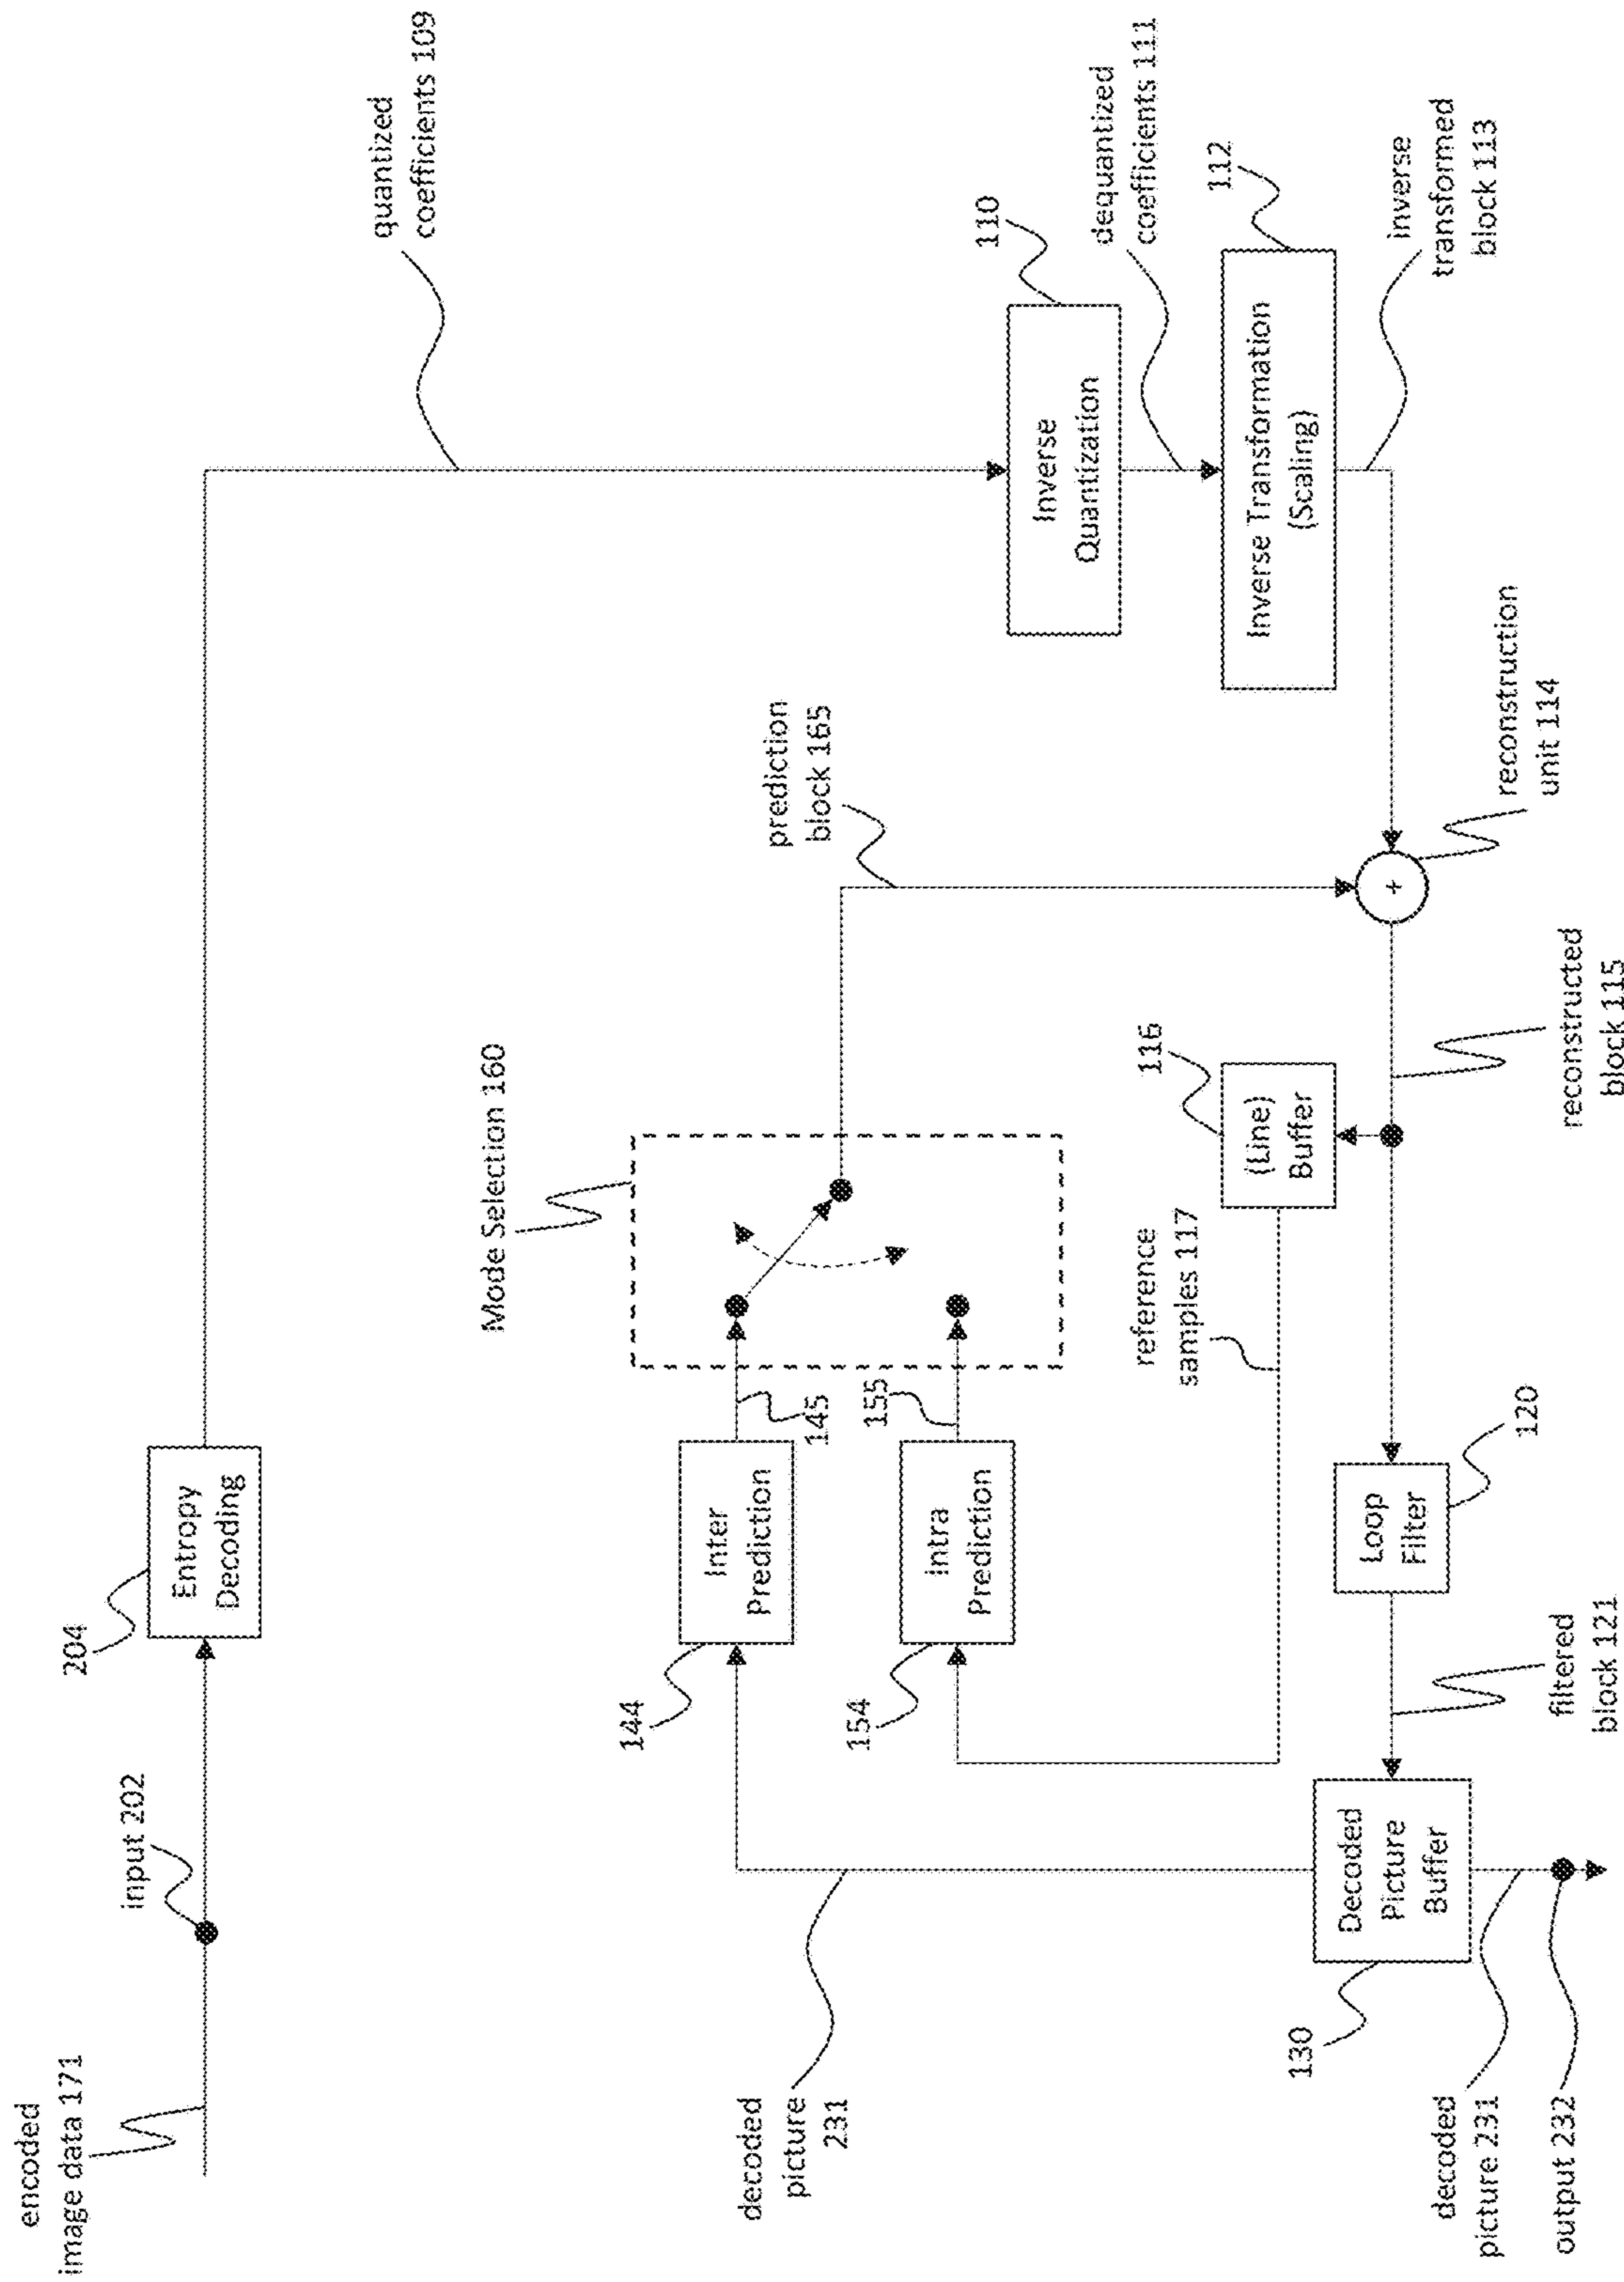 encoded
image data 171
input 202
204
Entropy
Decoding
quantized
coefficients 109
Mode Selection 160
144
Inter
Prediction
145
154
Intra
Prediction
155
prediction
block 165
decoded
picture
231
110
Inverse
Quantization
dequantized
coefficients 111
112
Inverse Transformation
(Scaling)
inverse
transformed
block 113
reference
samples 117
116
(Line)
Buffer
130
Decoded
Picture
Buffer
Loop
Filter
120
+
reconstruction
unit 114
decoded
picture 231
output 232
filtered
block 121
reconstructed
block 115